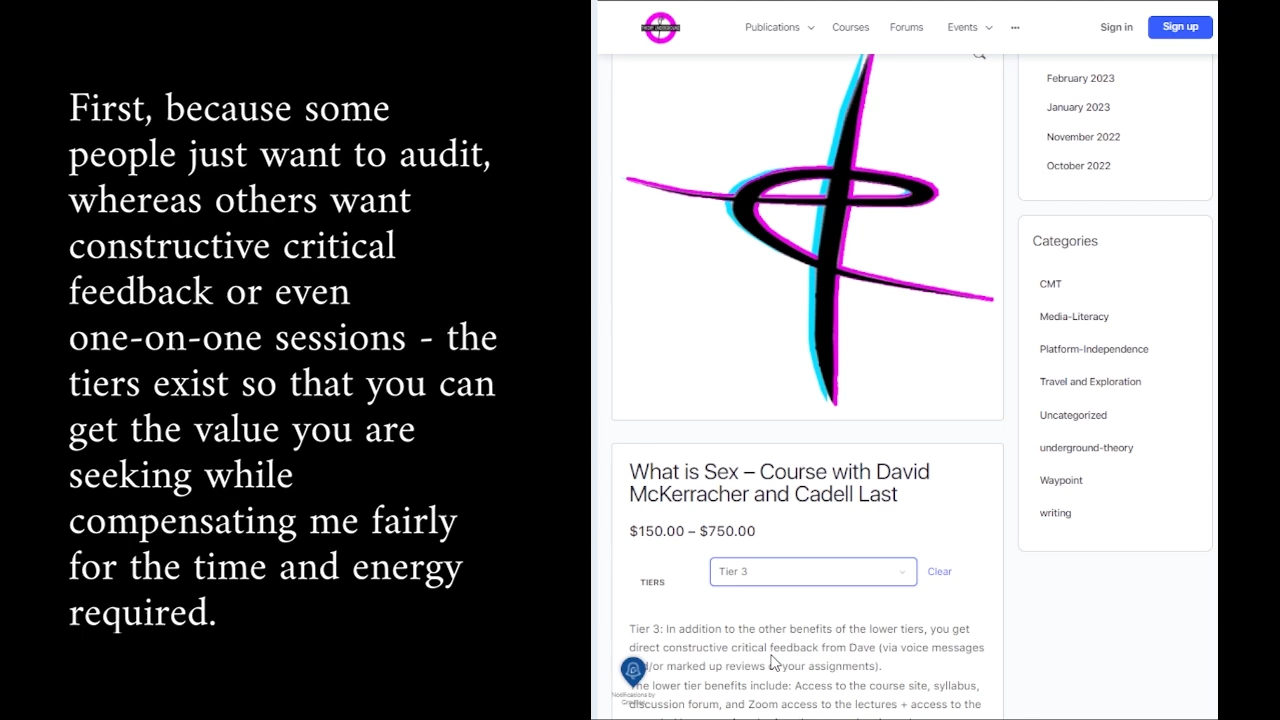 First, because some
people just want to audit,
whereas others want
constructive critical
feedback or even
one-on-one sessions - the
tiers exist so that you can
get the value you are
seeking while
compensating me fairly
for the time and energy
required.
THEORY UNDERGROUND
Publications
Courses
Forums
Events
Sign in
Sign up
February 2023
January 2023
November 2022
October 2022
Categories
CMT
Media-Literacy
Platform-Independence
Travel and Exploration
Uncategorized
underground-theory
Waypoint
writing
What is Sex – Course with David
McKerracher and Cadell Last
$150.00 – $750.00
TIERS
Tier 3
Clear
Tier 3: In addition to the other benefits of the lower tiers, you get
direct constructive critical feedback from Dave (via voice messages
/or marked up reviews your assignments).
lower tier benefits include: Access to the course site, syllabus,
discussion forum, and Zoom access to the lectures + access to the
Notifications by